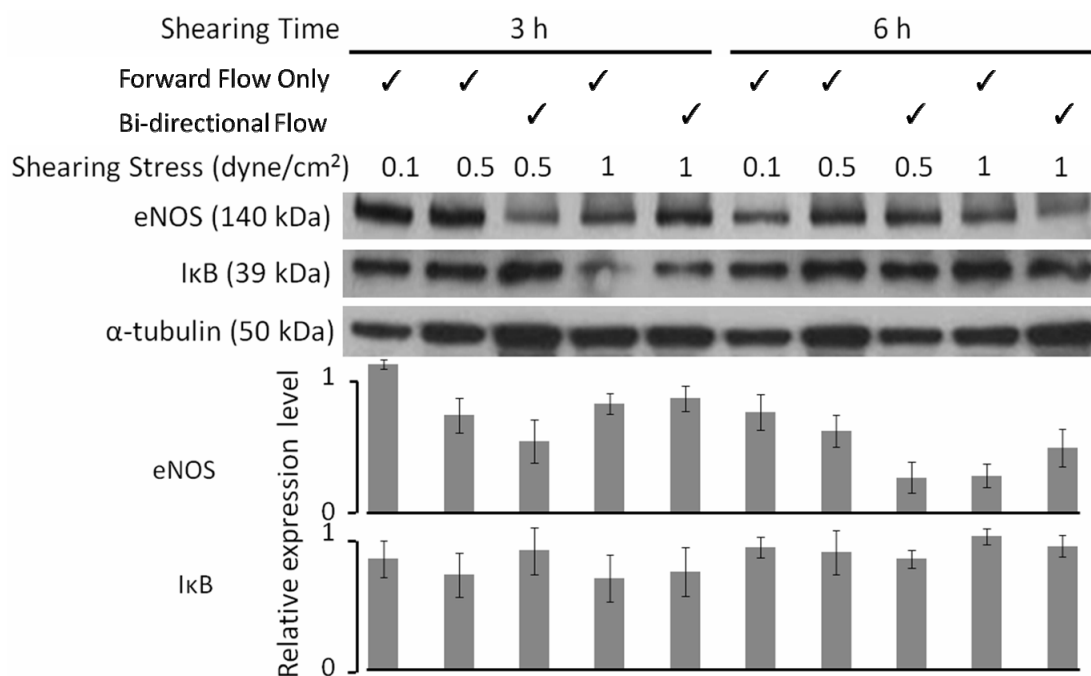 Shearing Time 3 h 6 h
Forward Flow Only ✓ ✓ ✓ ✓ ✓ ✓
Bi-directional Flow ✓ ✓ ✓ ✓
Shearing Stress (dyne/cm²) 0.1 0.5 0.5 1 1 0.1 0.5 0.5 1 1
eNOS (140 kDa)
IκB (39 kDa)
α-tubulin (50 kDa)
Relative expression level
1
eNOS
0
1
IκB
0